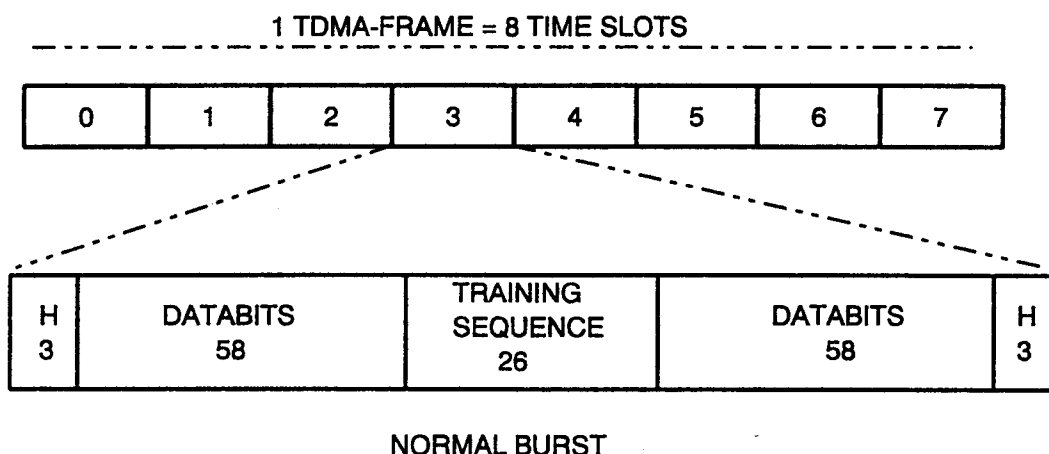 1 TDMA-FRAME = 8 TIME SLOTS
0 1 2 3 4 5 6 7
H DATABITS TRAINING SEQUENCE DATABITS H
3 58 26 58 3
NORMAL BURST